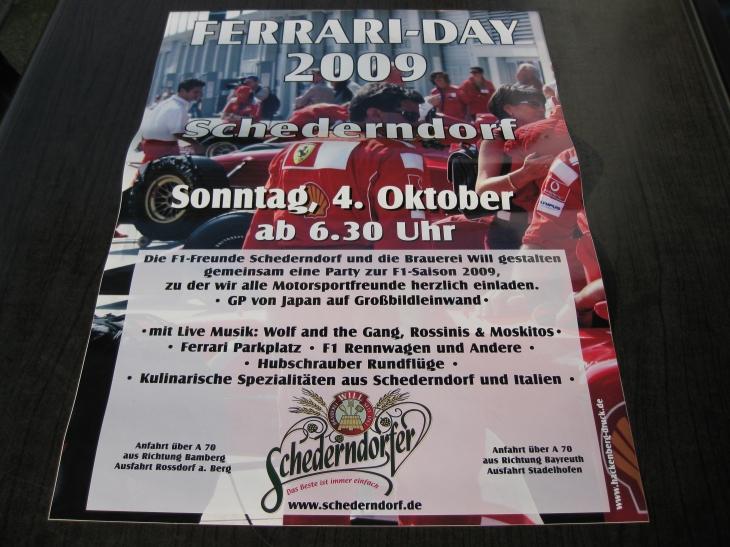 FERRARI-DAY
2009
Schederndorf
Sonntag, 4. Oktober
ab 6.30 Uhr
Die F1-Freunde Schederndorf und die Brauerei Will gestalten
gemeinsam eine Party zur F1-Saison 2009,
zu der wir alle Motorsportfreunde herzlich einladen.
• GP von Japan auf Großbildleinwand•
•mit Live Musik: Wolf and the Gang, Rossinis & Moskitos•
• Ferrari Parkplatz • F1 Rennwagen und Andere •
• Hubschrauber Rundflüge •
• Kulinarische Spezialitäten aus Schederndorf und Italien •
Anfahrt über A 70
aus Richtung Bamberg
Ausfahrt Rossdorf a. Berg
WILL
Schederndorfer
Das Beste ist immer einfach
www.schederndorf.de
Anfahrt über A 70
aus Richtung Bayreuth
Ausfahrt Stadelhofen
www.hackenberg-druck.de
vodafone
OLYMPUS